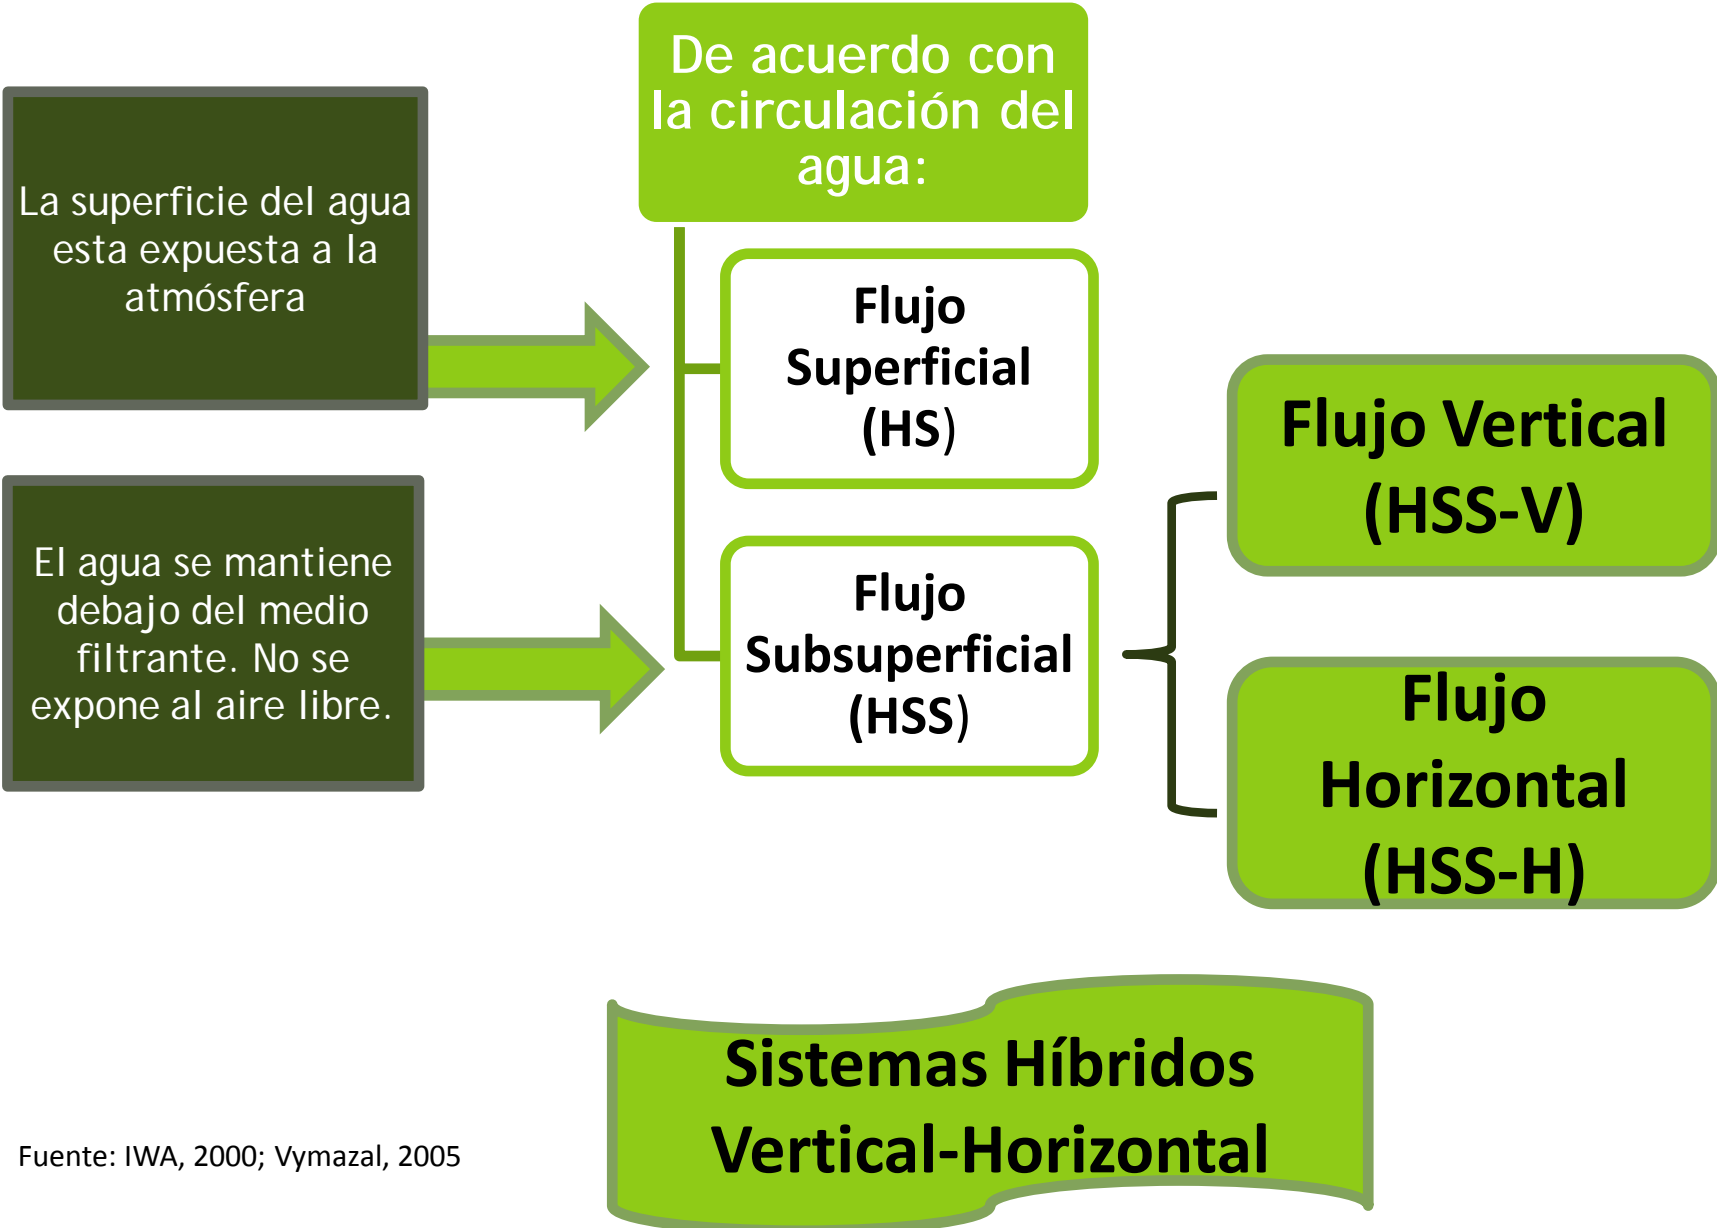 De acuerdo con
la circulación del
agua:
La superficie del agua
esta expuesta a la
atmósfera
Flujo
Superficial
(HS)
El agua se mantiene
debajo del medio
filtrante. No se
expone al aire libre.
Flujo
Subsuperficial
(HSS)
Flujo Vertical
(HSS-V)
Flujo
Horizontal
(HSS-H)
Sistemas Híbridos
Vertical-Horizontal
Fuente: IWA, 2000; Vymazal, 2005